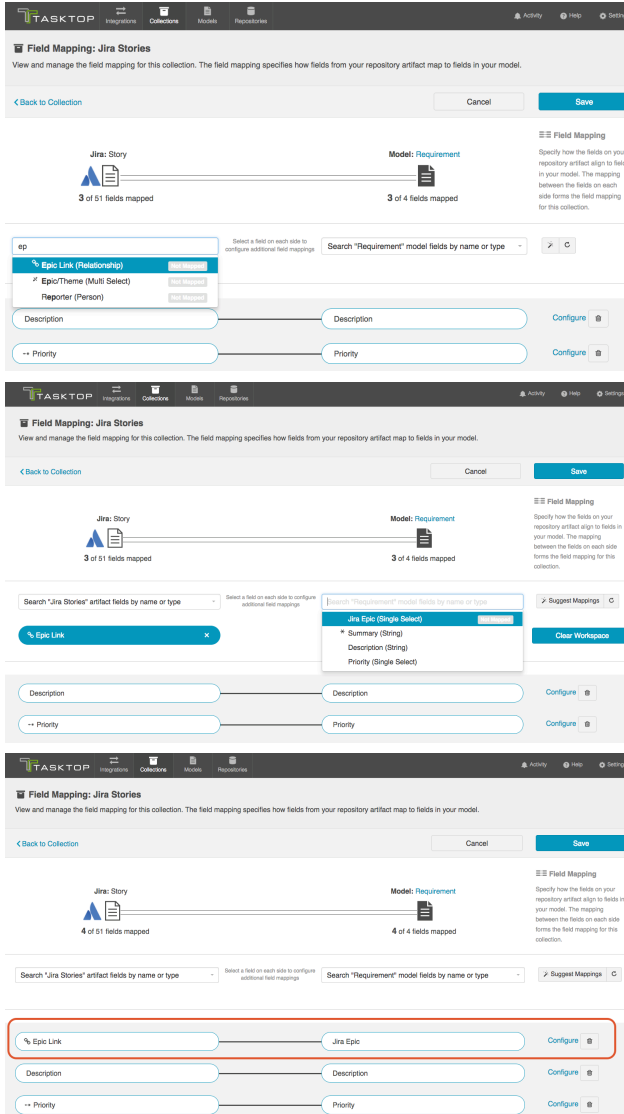 TASKTOP Integrations Collections Models Repositories Activity Help Settin
Field Mapping: Jira Stories
View and manage the field mapping for this collection. The field mapping specifies how fields from your repository artifact map to fields in your model.
Back to Collection Cancel Save
Field Mapping
Specify how the fields on you
repository artifact align to field
in your model. The mapping
between the fields on each
side forms the field mapping
for this collection.
Jira: Story Model: Requirement
3 of 51 fields mapped 3 of 4 fields mapped
ep
Select a field on each side to
configure additional field mappings
Search "Requirement" model fields by name or type
Epic Link (Relationship) Not Mapped
* Epic/Theme (Multi Select) Not Mapped
Reporter (Person) Not Mapped
Description Description Configure
Priority Priority Configure
TASKTOP Integrations Collections Models Repositories Activity Help Settings
Field Mapping: Jira Stories
View and manage the field mapping for this collection. The field mapping specifies how fields from your repository artifact map to fields in your model.
Back to Collection Cancel Save
Field Mapping
Specify how the fields on your
repository artifact align to fields in
your model. The mapping
between the fields on each side
forms the field mapping for this
collection.
Jira: Story Model: Requirement
3 of 51 fields mapped 3 of 4 fields mapped
Search "Jira Stories" artifact fields by name or type
Select a field on each side to configure
additional field mappings
Search "Requirement" model fields by name or type
Suggest Mappings
Epic Link × Clear Workspace
Jira Epic (Single Select) Not Mapped
* Summary (String)
Description (String)
Priority (Single Select)
Description Description Configure
Priority Priority Configure
TASKTOP Integrations Collections Models Repositories Activity Help Setting
Field Mapping: Jira Stories
View and manage the field mapping for this collection. The field mapping specifies how fields from your repository artifact map to fields in your model.
Back to Collection Cancel Save
Field Mapping
Specify how the fields on your
repository artifact align to fields in
your model. The mapping
between the fields on each side
forms the field mapping for this
collection.
Jira: Story Model: Requirement
4 of 51 fields mapped 4 of 4 fields mapped
Search "Jira Stories" artifact fields by name or type
Select a field on each side to configure
additional field mappings
Search "Requirement" model fields by name or type
Suggest Mappings
Epic Link Jira Epic Configure
Description Description Configure
Priority Priority Configure